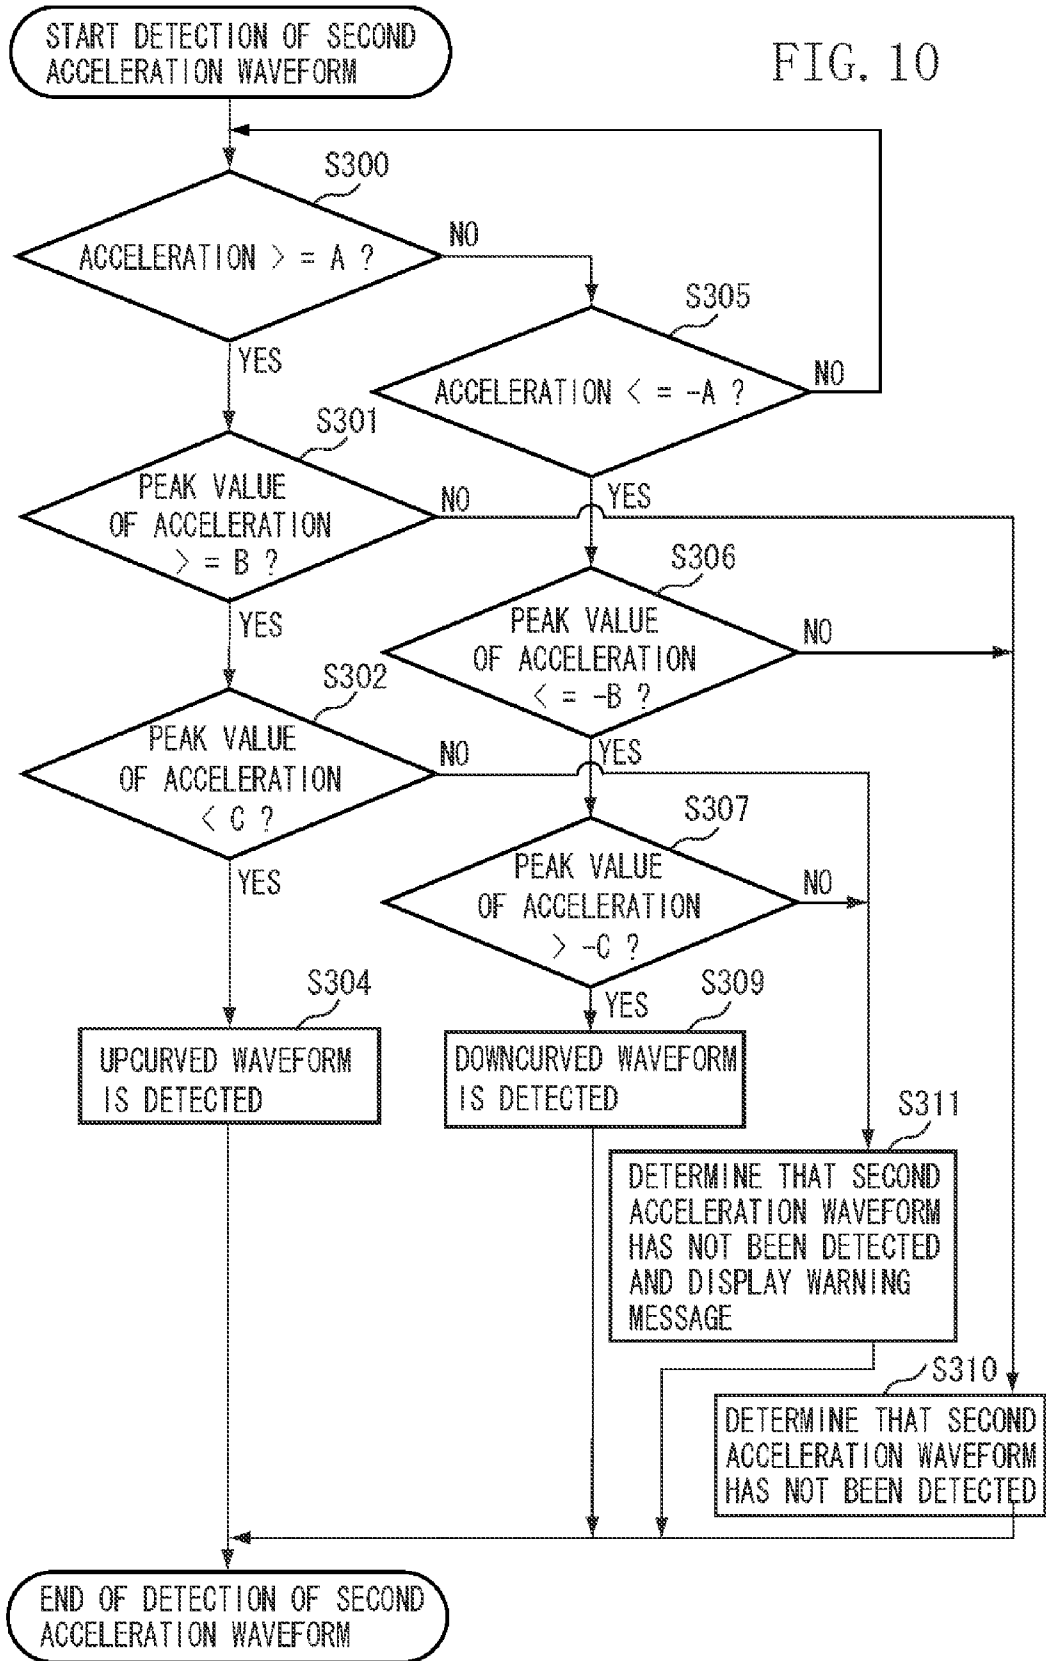 START DETECTION OF SECOND
ACCELERATION WAVEFORM
FIG. 10
S300
ACCELERATION > = A ?
NO
YES
S305
ACCELERATION < = -A ?
NO
YES
S301
PEAK VALUE
OF ACCELERATION
> = B ?
NO
YES
S306
PEAK VALUE
OF ACCELERATION
< = -B ?
NO
YES
S302
PEAK VALUE
OF ACCELERATION
< C ?
NO
YES
S307
PEAK VALUE
OF ACCELERATION
> -C ?
NO
YES
S304
UPCURVED WAVEFORM
IS DETECTED
S309
DOWNCURVED WAVEFORM
IS DETECTED
S311
DETERMINE THAT SECOND
ACCELERATION WAVEFORM
HAS NOT BEEN DETECTED
AND DISPLAY WARNING
MESSAGE
S310
DETERMINE THAT SECOND
ACCELERATION WAVEFORM
HAS NOT BEEN DETECTED
END OF DETECTION OF SECOND
ACCELERATION WAVEFORM